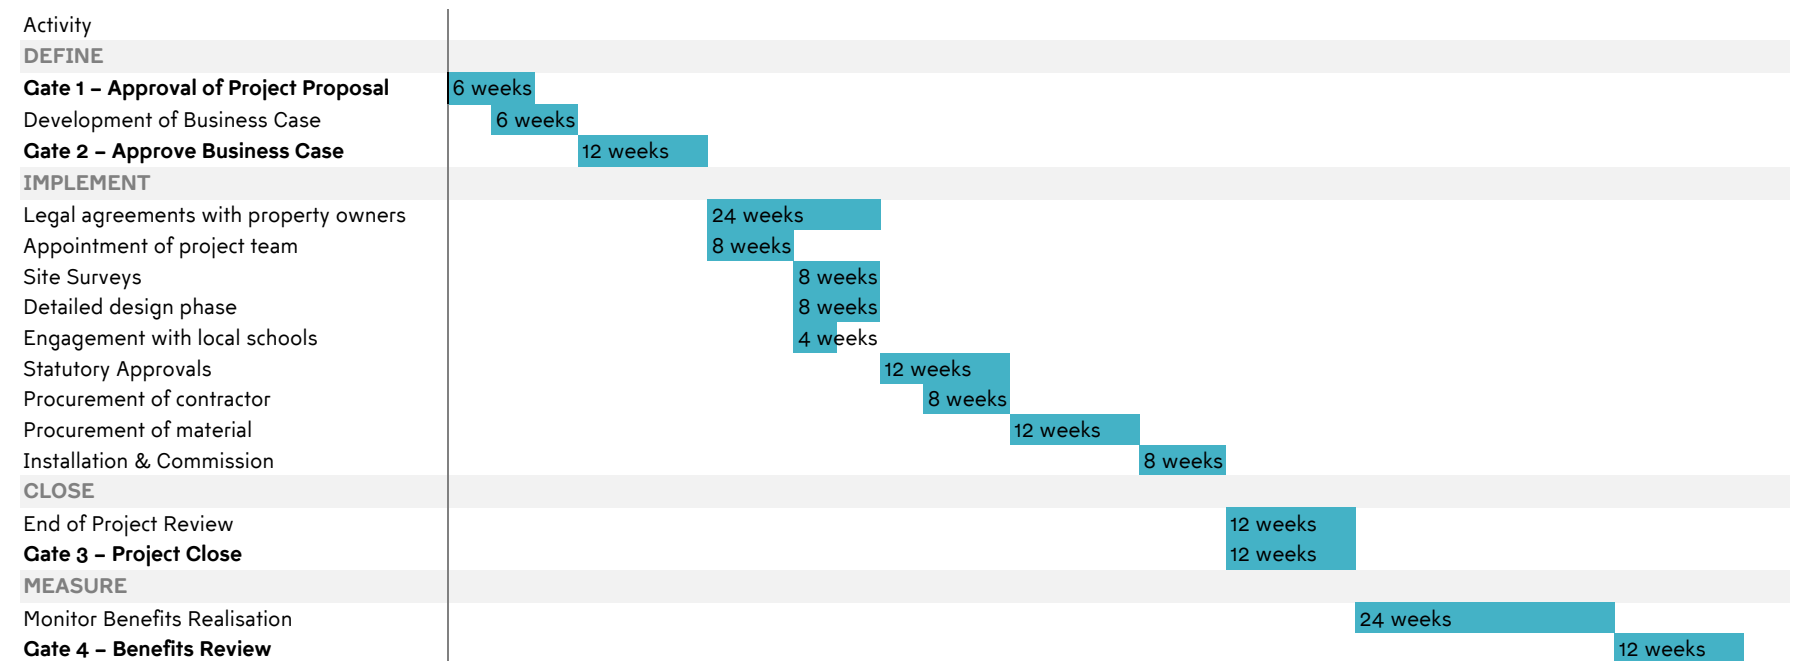 Activity
DEFINE
Gate 1 – Approval of Project Proposal 6 weeks
Development of Business Case 6 weeks
Gate 2 – Approve Business Case 12 weeks
IMPLEMENT
Legal agreements with property owners 24 weeks
Appointment of project team 8 weeks
Site Surveys 8 weeks
Detailed design phase 8 weeks
Engagement with local schools 4 weeks
Statutory Approvals 12 weeks
Procurement of contractor 8 weeks
Procurement of material 12 weeks
Installation & Commission 8 weeks
CLOSE
End of Project Review 12 weeks
Gate 3 – Project Close 12 weeks
MEASURE
Monitor Benefits Realisation 24 weeks
Gate 4 – Benefits Review 12 weeks